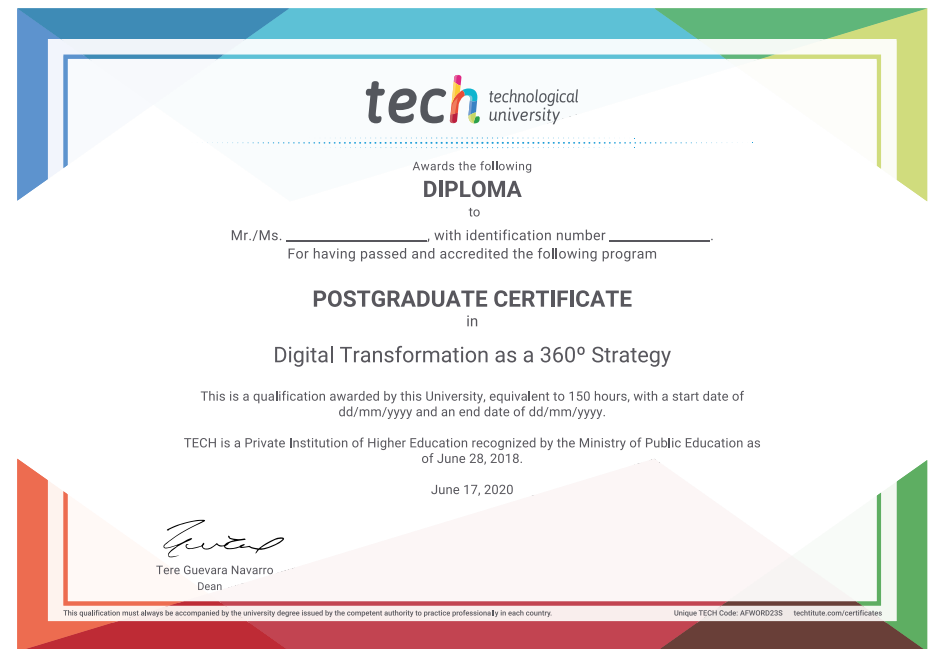 tech technological
university
Awards the following
DIPLOMA
to
Mr./Ms. ____________, with identification number ____________.
For having passed and accredited the following program
POSTGRADUATE CERTIFICATE
in
Digital Transformation as a 360º Strategy
This is a qualification awarded by this University, equivalent to 150 hours, with a start date of
dd/mm/yyyy and an end date of dd/mm/yyyy.
TECH is a Private Institution of Higher Education recognized by the Ministry of Public Education as
of June 28, 2018.
June 17, 2020
Tere Guevara Navarro
Dean
This qualification must always be accompanied by the university degree issued by the competent authority to practice professionally in each country. Unique TECH Code: AFWORD23S techtitute.com/certificates